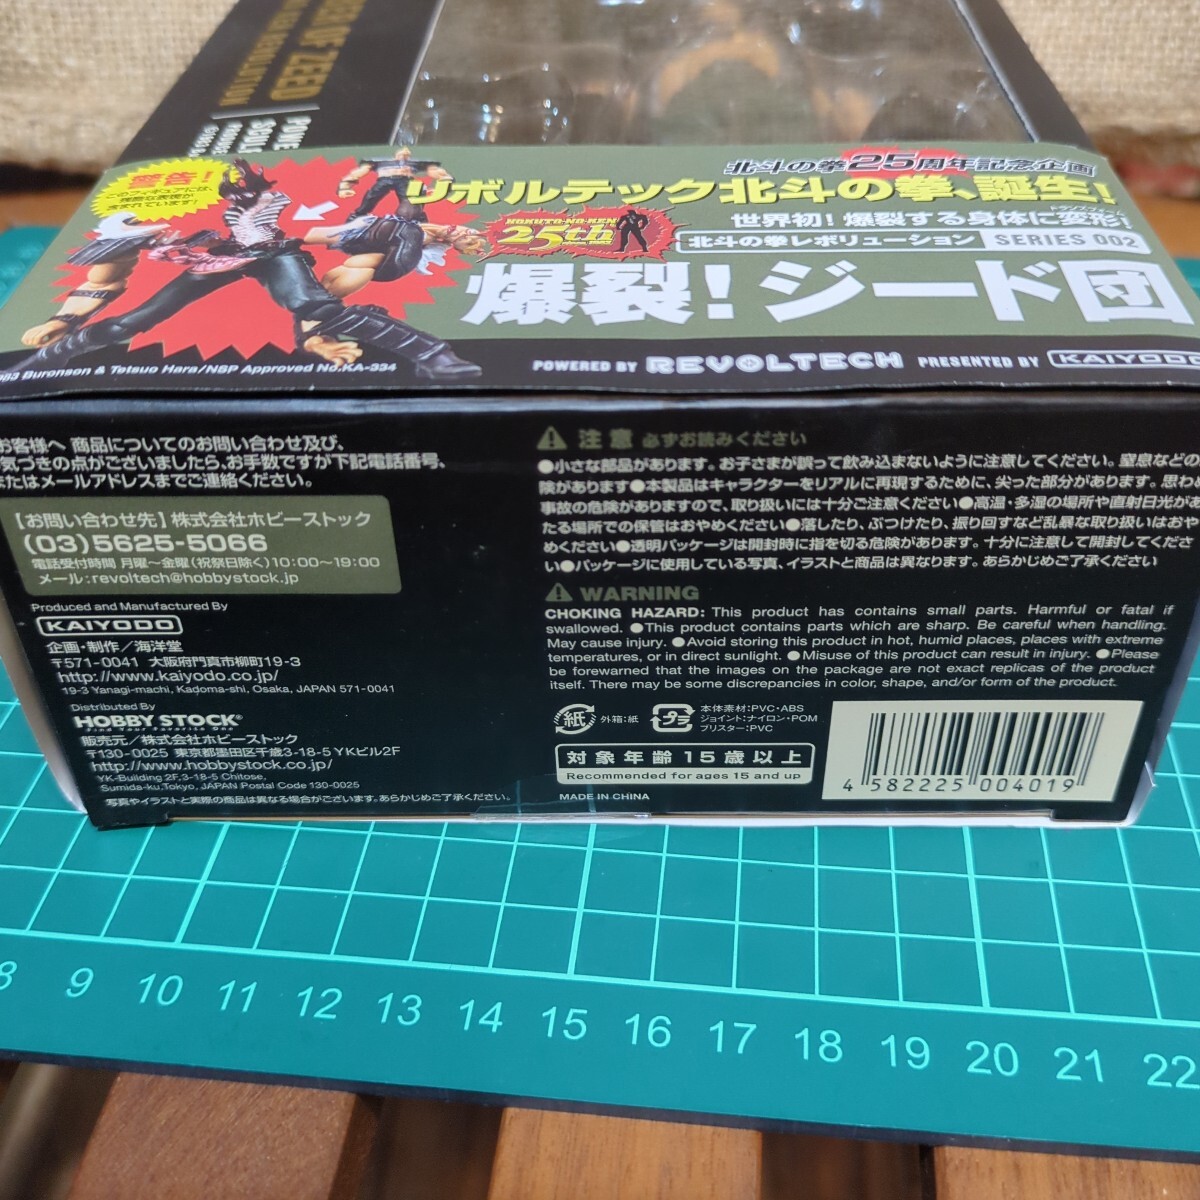 OF ZEED
REVOLUTION
警告!
このフィギュアには、
残酷な表現が
含まれています!
北斗の拳25周年記念企画
リボルテック北斗の拳、誕生!
HOKUTO-NO-KEN
25th
世界初! 爆裂する身体に変形!
北斗の拳レボリューション SERIES 002
爆裂!ジード団
Buronson & Tetsuo Hara/NSP Approved No.KA-334
POWERED BY REVOLTECH PRESENTED BY KAIYODO
お客様へ 商品についてのお問い合わせ及び、
気づきの点がございましたら、お手数ですが下記電話番号、
またはメールアドレスまでご連絡ください。
【お問い合わせ先】株式会社ホビーストック
(03)5625-5066
電話受付時間 月曜～金曜(祝祭日除く)10:00～19:00
メール:revoltech@hobbystock.jp
Produced and Manufactured By
KAIYODO
企画・制作/海洋堂
〒571-0041 大阪府門真市柳町19-3
http://www.kaiyodo.co.jp/
19-3 Yanagi-machi, Kadoma-shi, Osaka, JAPAN 571-0041
Distributed By
HOBBY STOCK
Find Your Favorite One
販売元/株式会社ホビーストック
〒130-0025 東京都墨田区千歳3-18-5 YKビル2F
http://www.hobbystock.co.jp/
YK-Building 2F,3-18-5 Chitose,
Sumida-ku,Tokyo, JAPAN Postal Code 130-0025
写真やイラストと実際の商品は異なる場合がございます。あらかじめご了承ください。
注意 必ずお読みください
●小さな部品があります。お子さまが誤って飲み込まないように注意してください。窒息などの
険があります●本製品はキャラクターをリアルに再現するために、尖った部分があります。思わ
事故の危険がありますので、取り扱いには十分ご注意ください●高温・多湿の場所や直射日光が
たる場所での保管はおやめください●落したり、ぶつけたり、振り回すなど乱暴な取り扱いはおや
めください●透明パッケージは開封時に指を切る危険があります。十分に注意して開封してくださ
い●パッケージに使用している写真、イラストと商品は異なります。あらかじめご了承ください
WARNING
CHOKING HAZARD: This product has contains small parts. Harmful or fatal if
swallowed. ●This product contains parts which are sharp. Be careful when handling.
May cause injury. ●Avoid storing this product in hot, humid places, places with extreme
temperatures, or in direct sunlight. ●Misuse of this product can result in injury. ●Please
be forewarned that the images on the package are not exact replicas of the product
itself. There may be some discrepancies in color, shape, and/or form of the product.
紙 外箱:紙
プラ 本体素材:PVC・ABS
ジョイント:ナイロン・POM
ブリスター:PVC
対象年齢15歳以上
Recommended for ages 15 and up
MADE IN CHINA
4 582225 004019
8 9 10 11 12 13 14 15 16 17 18 19 20 21 22